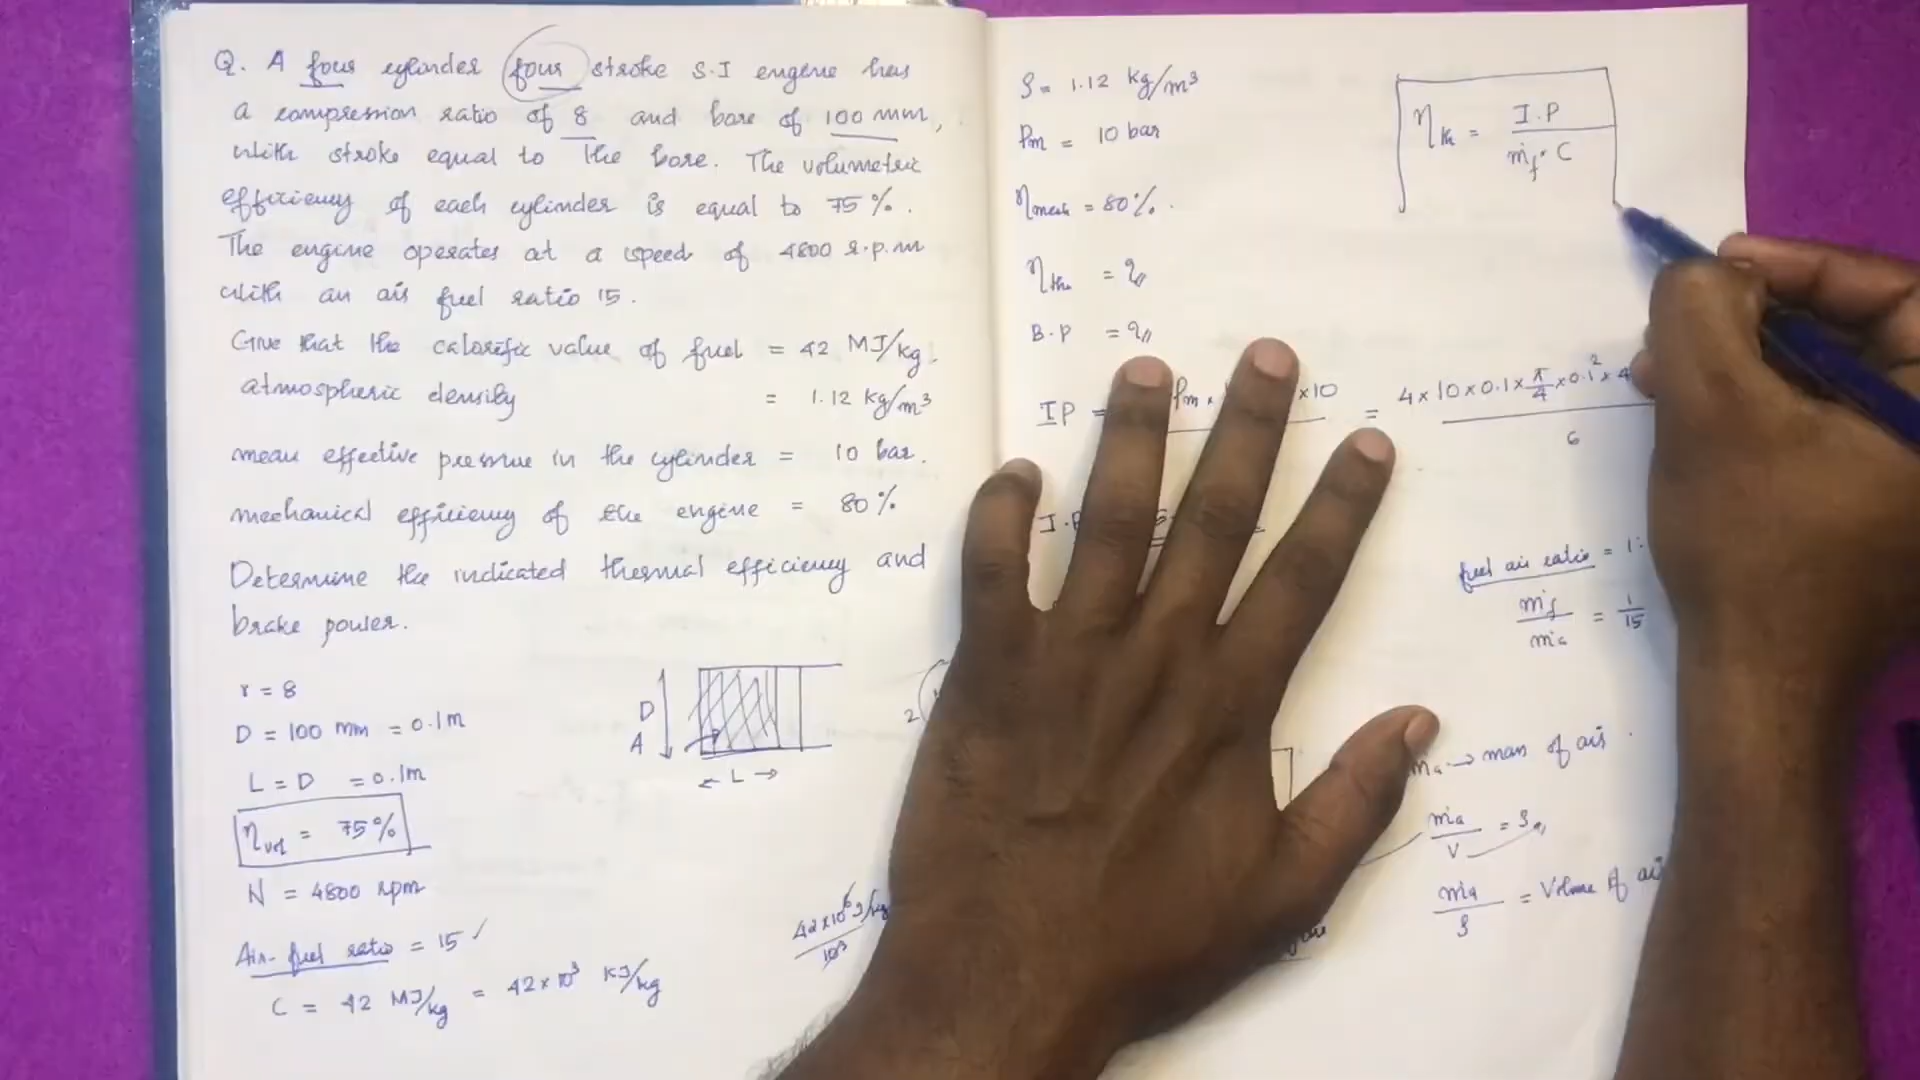 Q. A four cylinder four stroke S.I engine has
a compression ratio of 8 and bore of 100 mm,
with stroke equal to the bore. The volumetric
efficiency of each cylinder is equal to 75%.
The engine operates at a speed of 4800 r.p.m
with an air fuel ratio 15.
Give that the calorific value of fuel = 42 MJ/kg.
atmospheric density = 1.12 kg/m³
mean effective pressure in the cylinder = 10 bar.
mechanical efficiency of the engine = 80%
Determine the indicated thermal efficiency and
brake power.
r = 8
D = 100 mm = 0.1m
L = D = 0.1m
ηvol = 75%
N = 4800 rpm
Air-fuel ratio = 15 ✓
C = 42 MJ/kg = 42×10³ KJ/kg
D
A
← L →
2
42×10⁶ J/kg
10³
ρ = 1.12 kg/m³
Pm = 10 bar
ηmech = 80%.
ηth = ?
B.P = ?
ηth = I.P / ṁf × C
IP = Pm × ×10 = 4×10×0.1×π/4×0.1²×4
6
I.P
fuel air ratio = 1:
ṁf / ṁa = 1/15
ṁa → mass of air.
ṁa / V = ρ
ṁa / ρ = Volume of air